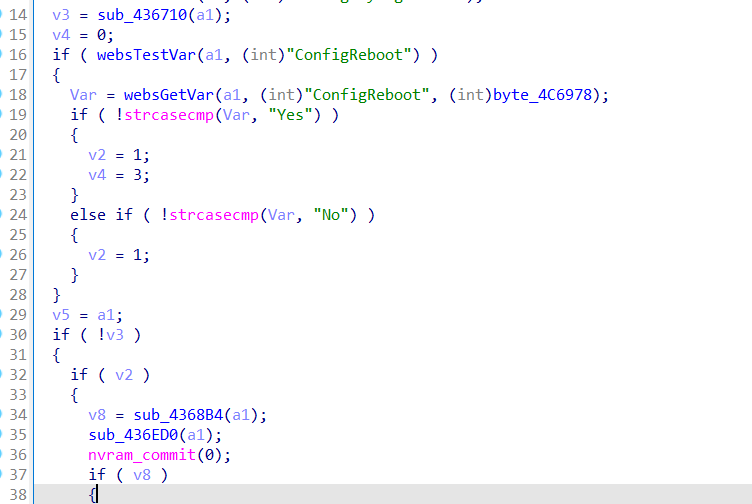 14 v3 = sub_436710(a1);
15 v4 = 0;
16 if ( websTestVar(a1, (int)"ConfigReboot") )
17 {
18 Var = websGetVar(a1, (int)"ConfigReboot", (int)byte_4C6978);
19 if ( !strcasecmp(Var, "Yes") )
20 {
21 v2 = 1;
22 v4 = 3;
23 }
24 else if ( !strcasecmp(Var, "No") )
25 {
26 v2 = 1;
27 }
28 }
29 v5 = a1;
30 if ( !v3 )
31 {
32 if ( v2 )
33 {
34 v8 = sub_4368B4(a1);
35 sub_436ED0(a1);
36 nvram_commit(0);
37 if ( v8 )
38 {